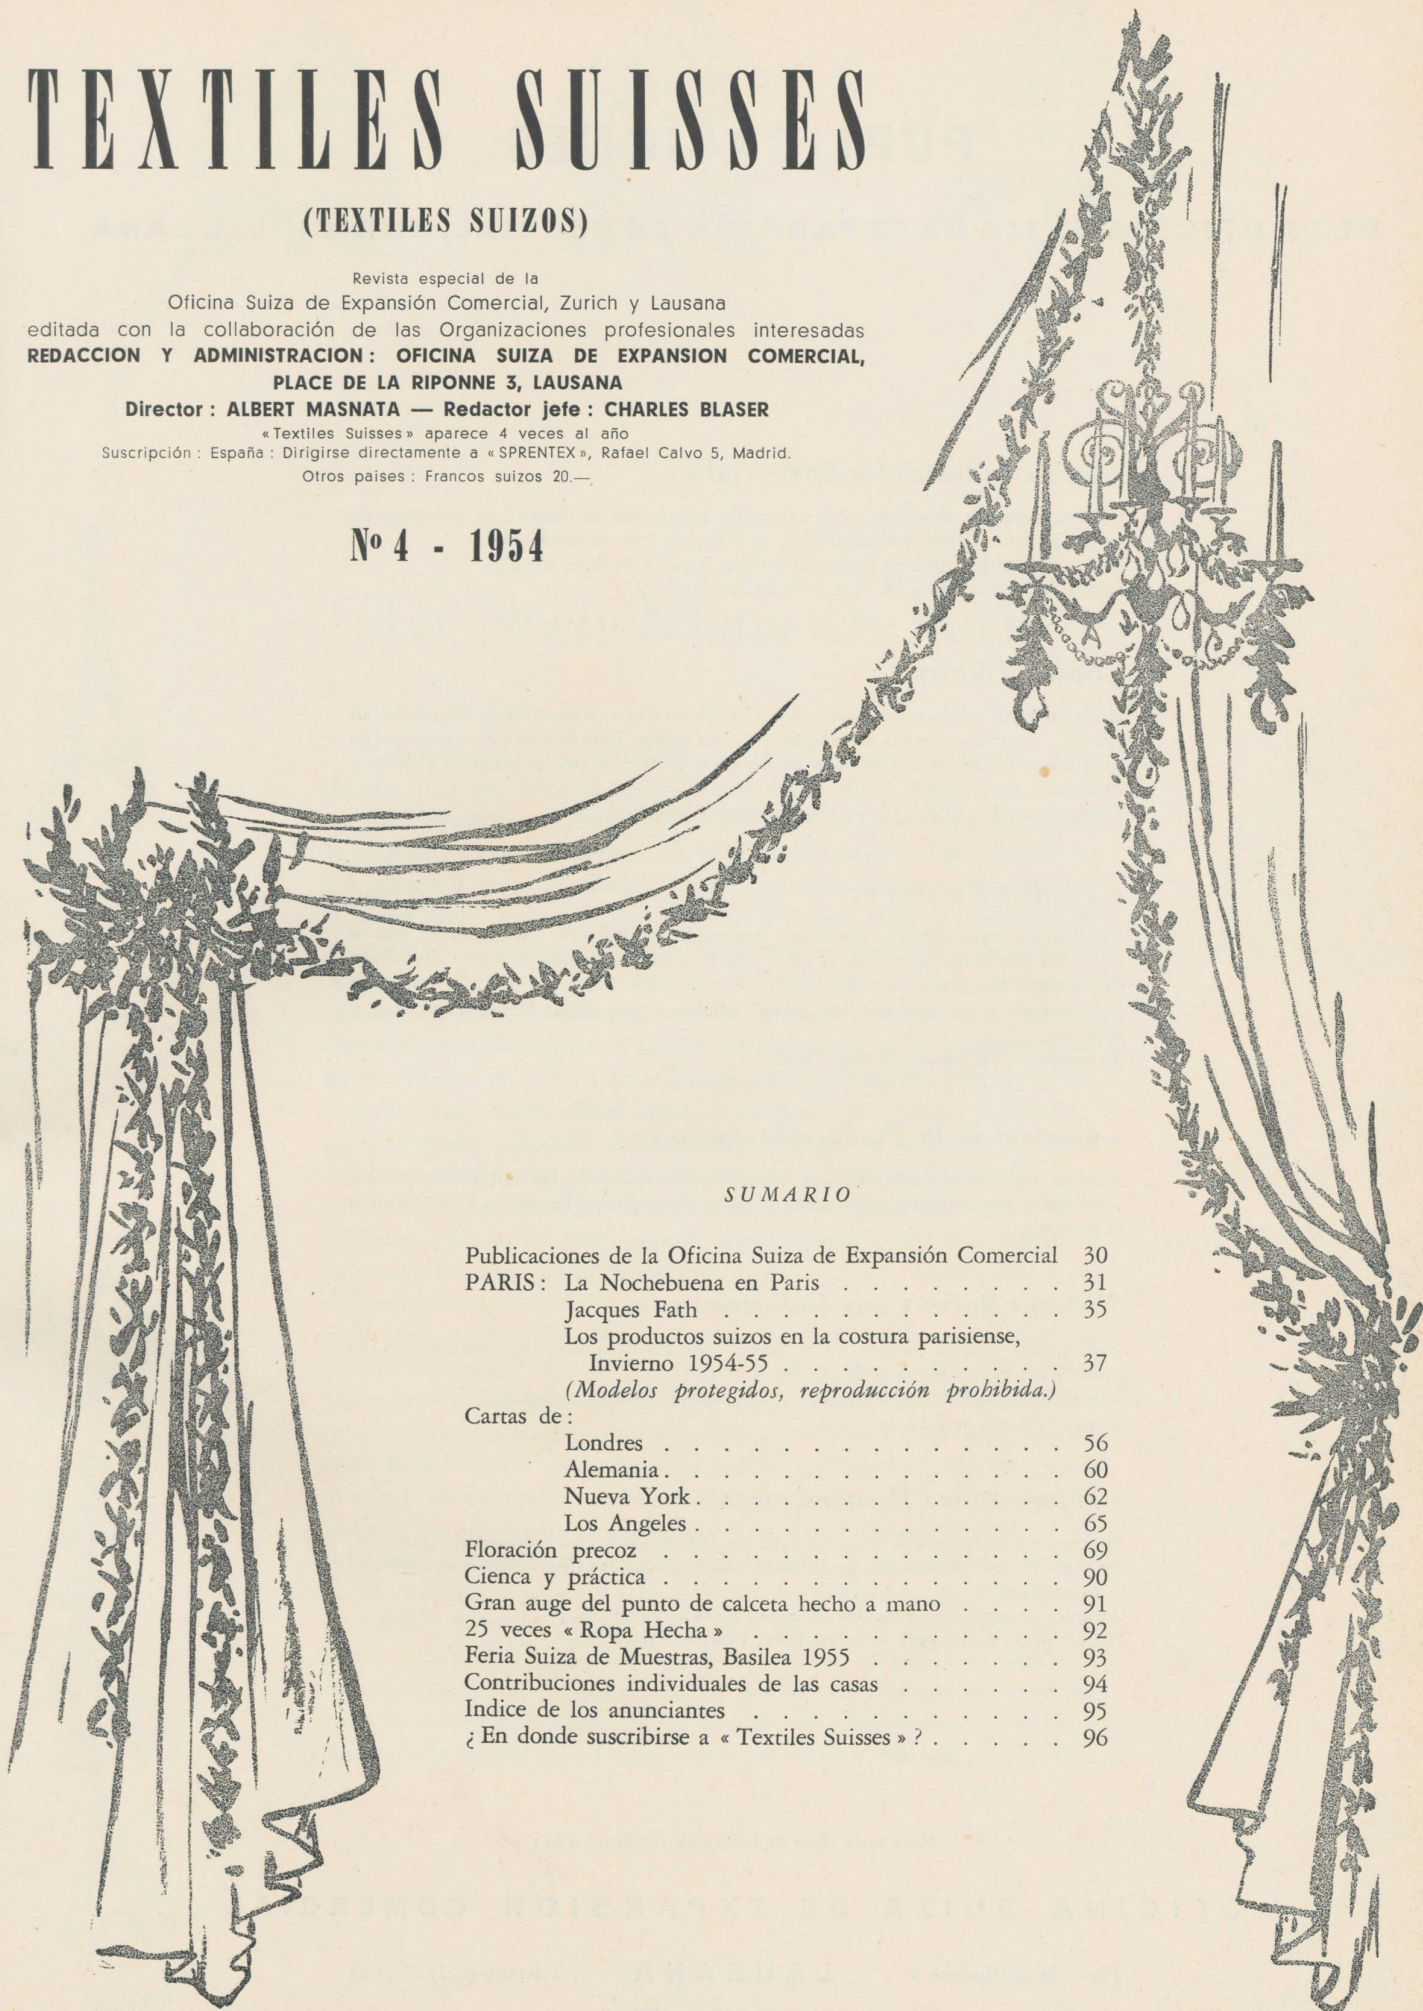 TEXTILES SUISSES
(TEXTILES SUIZOS)
Revista especial de la
Oficina Suiza de Expansión Comercial, Zurich y Lausana
editada con la collaboración de las Organizaciones profesionales interesadas
REDACCION Y ADMINISTRACION : OFICINA SUIZA DE EXPANSION COMERCIAL,
PLACE DE LA RIPONNE 3, LAUSANA
Director : ALBERT MASNATA — Redactor jefe : CHARLES BLASER
« Textiles Suisses » aparece 4 veces al año
Suscripción : España : Dirigirse directamente a « SPRENTEX », Rafael Calvo 5, Madrid.
Otros paises : Francos suizos 20.—
Nº 4 - 1954
SUMARIO
Publicaciones de la Oficina Suiza de Expansión Comercial 30
PARIS : La Nochebuena en Paris . . . . . . . . 31
Jacques Fath . . . . . . . . . . . . 35
Los productos suizos en la costura parisiense,
Invierno 1954-55 . . . . . . . . . . 37
(Modelos protegidos, reproducción prohibida.)
Cartas de :
Londres . . . . . . . . . . . . . . 56
Alemania . . . . . . . . . . . . . . 60
Nueva York . . . . . . . . . . . . . 62
Los Angeles . . . . . . . . . . . . . 65
Floración precoz . . . . . . . . . . . . . . 69
Cienca y práctica . . . . . . . . . . . . . . 90
Gran auge del punto de calceta hecho a mano . . . . 91
25 veces « Ropa Hecha » . . . . . . . . . . . 92
Feria Suiza de Muestras, Basilea 1955 . . . . . . . 93
Contribuciones individuales de las casas . . . . . . 94
Indice de los anunciantes . . . . . . . . . . . 95
¿ En donde suscribirse a « Textiles Suisses » ? . . . . . 96